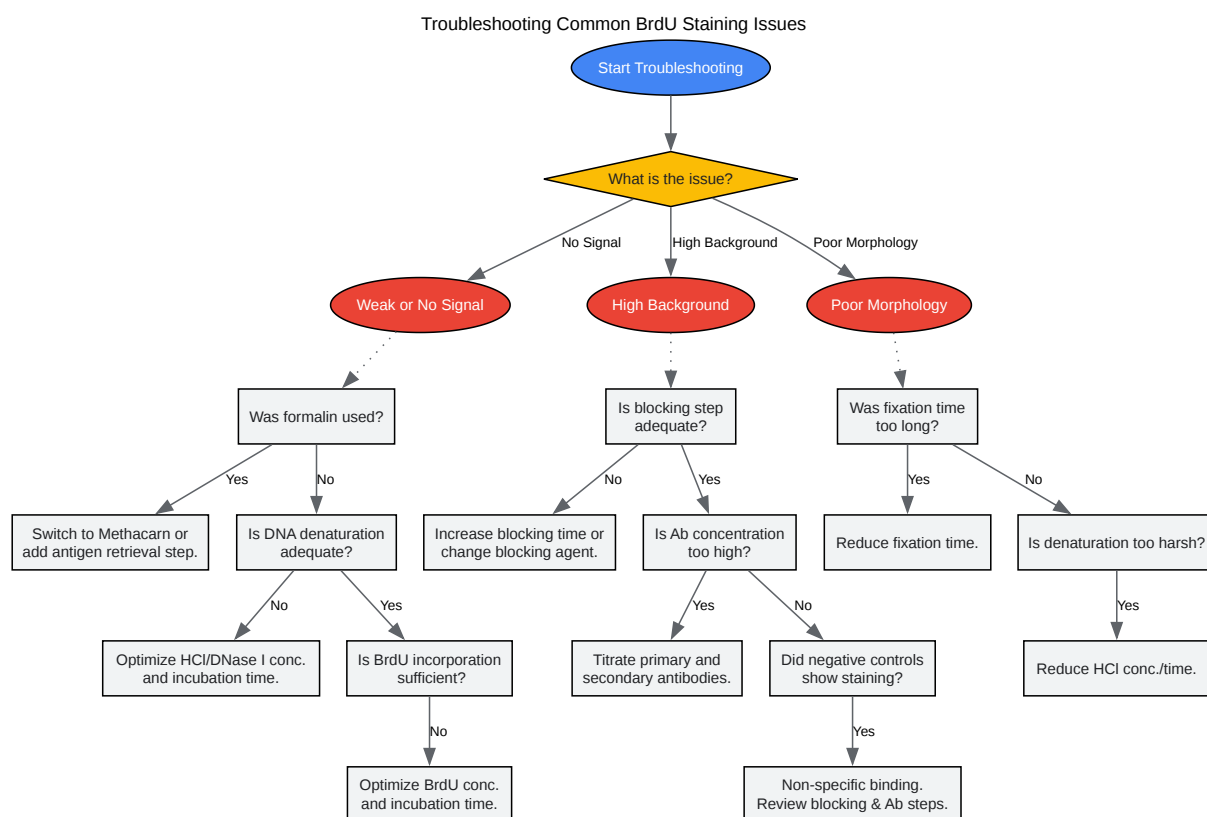 Troubleshooting Common BrdU Staining Issues
Start Troubleshooting
What is the issue?
No Signal
High Background
Poor Morphology
Weak or No Signal
High Background
Poor Morphology
Was formalin used?
Is blocking step
adequate?
Was fixation time
too long?
Yes
No
No
Yes
Yes
No
Switch to Methacarn or
add antigen retrieval step.
Is DNA denaturation
adequate?
Increase blocking time or
change blocking agent.
Is Ab concentration
too high?
Reduce fixation time.
Is denaturation too harsh?
No
Yes
Yes
No
Yes
Optimize HCl/DNase I conc.
and incubation time.
Is BrdU incorporation
sufficient?
Titrate primary and
secondary antibodies.
Did negative controls
show staining?
Reduce HCl conc./time.
No
Yes
Optimize BrdU conc.
and incubation time.
Non-specific binding.
Review blocking & Ab steps.